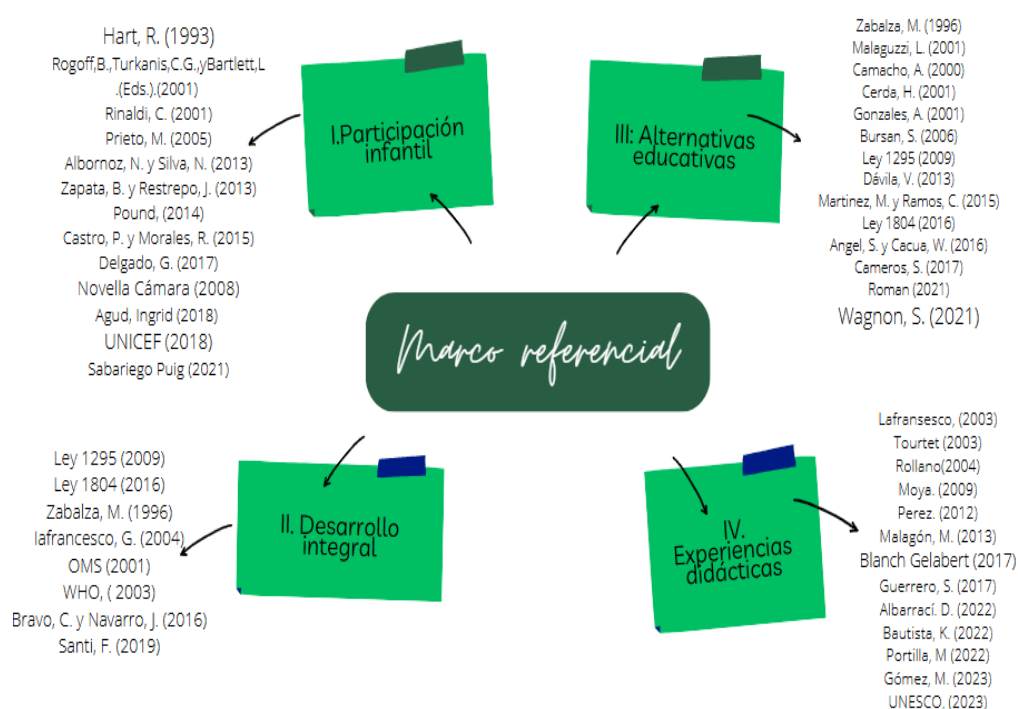 Hart, R. (1993)
Rogoff,B.,Turkanis,C.G.,yBartlett,L
.(Eds.).(2001)
Rinaldi, C. (2001)
Prieto, M. (2005)
Albornoz, N. y Silva, N. (2013)
Zapata, B. y Restrepo, J. (2013)
Pound, (2014)
Castro, P. y Morales, R. (2015)
Delgado, G. (2017)
Novella Cámara (2008)
Agud, Ingrid (2018)
UNICEF (2018)
Sabariego Puig (2021)
I.Participación
infantil
III: Alternativas
educativas
Zabalza, M. (1996)
Malaguzzi, L. (2001)
Camacho, A. (2000)
Cerda, H. (2001)
Gonzales, A. (2001)
Bursan, S. (2006)
Ley 1295 (2009)
Dávila, V. (2013)
Martinez, M. y Ramos, C. (2015)
Ley 1804 (2016)
Angel, S. y Cacua, W. (2016)
Cameros, S. (2017)
Roman (2021)
Wagnon, S. (2021)
Marco referencial
Ley 1295 (2009)
Ley 1804 (2016)
Zabalza, M. (1996)
lafrancesco, G. (2004)
OMS (2001)
WHO, ( 2003)
Bravo, C. y Navarro, J. (2016)
Santi, F. (2019)
II. Desarrollo
integral
IV.
Experiencias
didácticas
Lafransesco, (2003)
Tourtet (2003)
Rollano(2004)
Moya. (2009)
Perez. (2012)
Malagón, M. (2013)
Blanch Gelabert (2017)
Guerrero, S. (2017)
Albarrací. D. (2022)
Bautista, K. (2022)
Portilla, M (2022)
Gómez, M. (2023)
UNESCO. (2023)